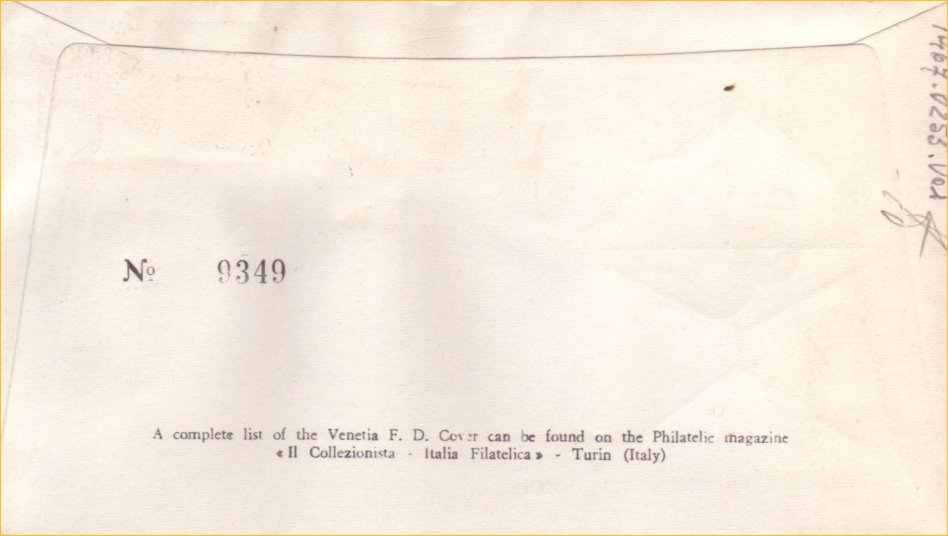 Nº 9349
A complete list of the Venetia F. D. Cover can be found on the Philatelic magazine
« Il Collezionista - Italia Filatelica » - Turin (Italy)